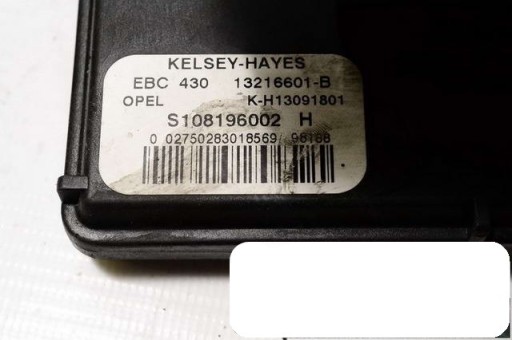 KELSEY-HAYES
EBC 430 13216601-B
OPEL K-H13091801
S108196002 H
0 02750283018569 98188